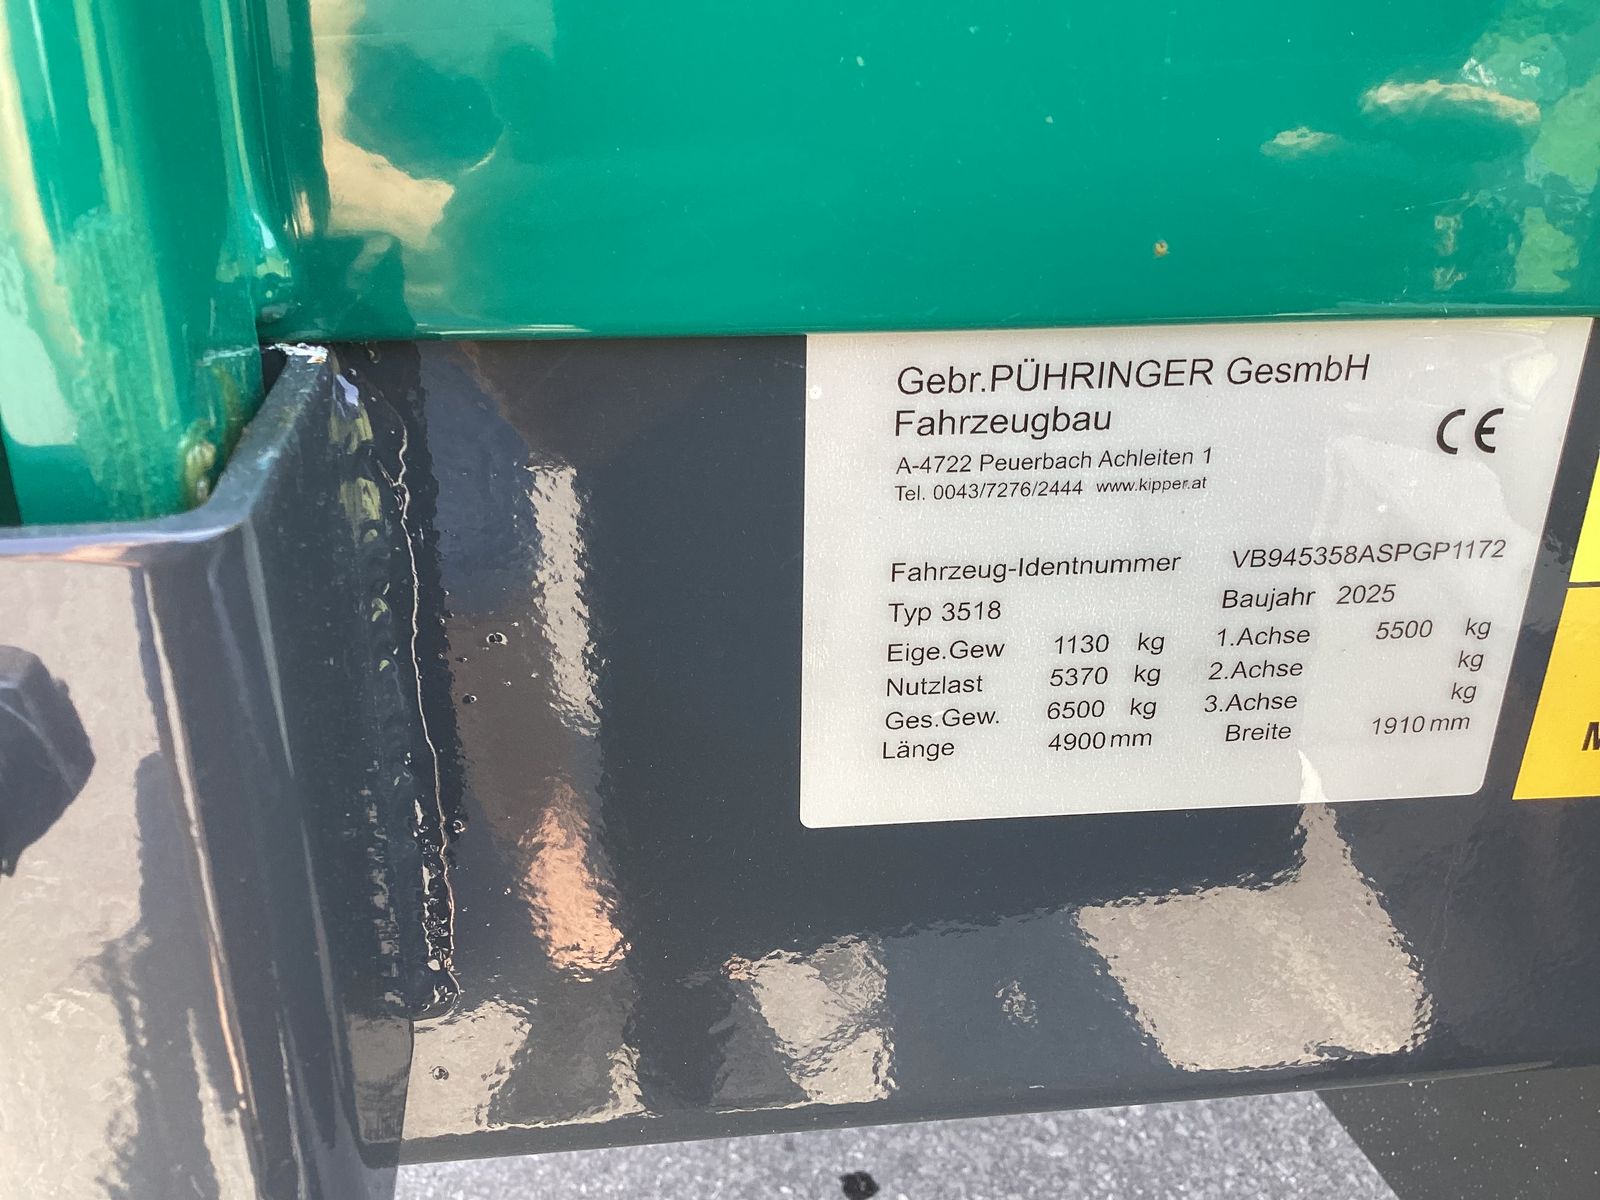 Gebr.PÜHRINGER GesmbH
Fahrzeugbau
CE
A-4722 Peuerbach Achleiten 1
Tel. 0043/7276/2444 www.kipper.at
Fahrzeug-Identnummer VB945358ASPGP1172
Typ 3518 Baujahr 2025
Eige.Gew 1130 kg 1.Achse 5500 kg
Nutzlast 5370 kg 2.Achse kg
Ges.Gew. 6500 kg 3.Achse kg
Länge 4900mm Breite 1910 mm